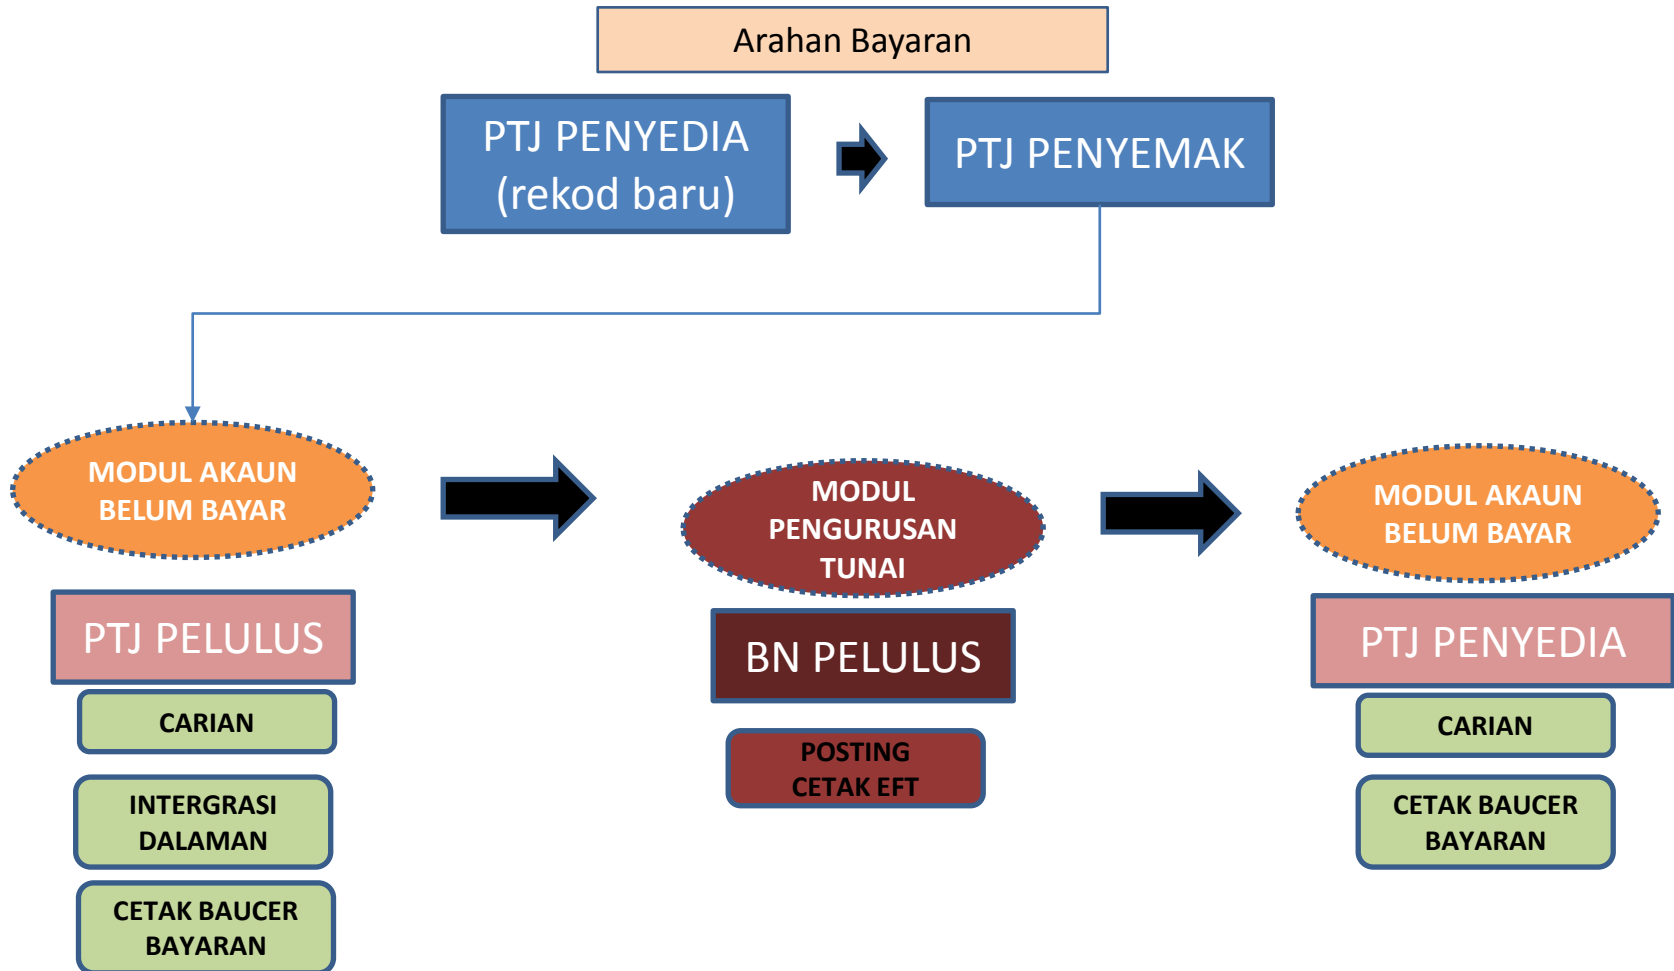 Arahan Bayaran
PTJ PENYEDIA
(rekod baru)
PTJ PENYEMAK
MODUL AKAUN
BELUM BAYAR
PTJ PELULUS
CARIAN
INTERGRASI
DALAMAN
CETAK BAUCER
BAYARAN
MODUL
PENGURUSAN
TUNAI
BN PELULUS
POSTING
CETAK EFT
MODUL AKAUN
BELUM BAYAR
PTJ PENYEDIA
CARIAN
CETAK BAUCER
BAYARAN